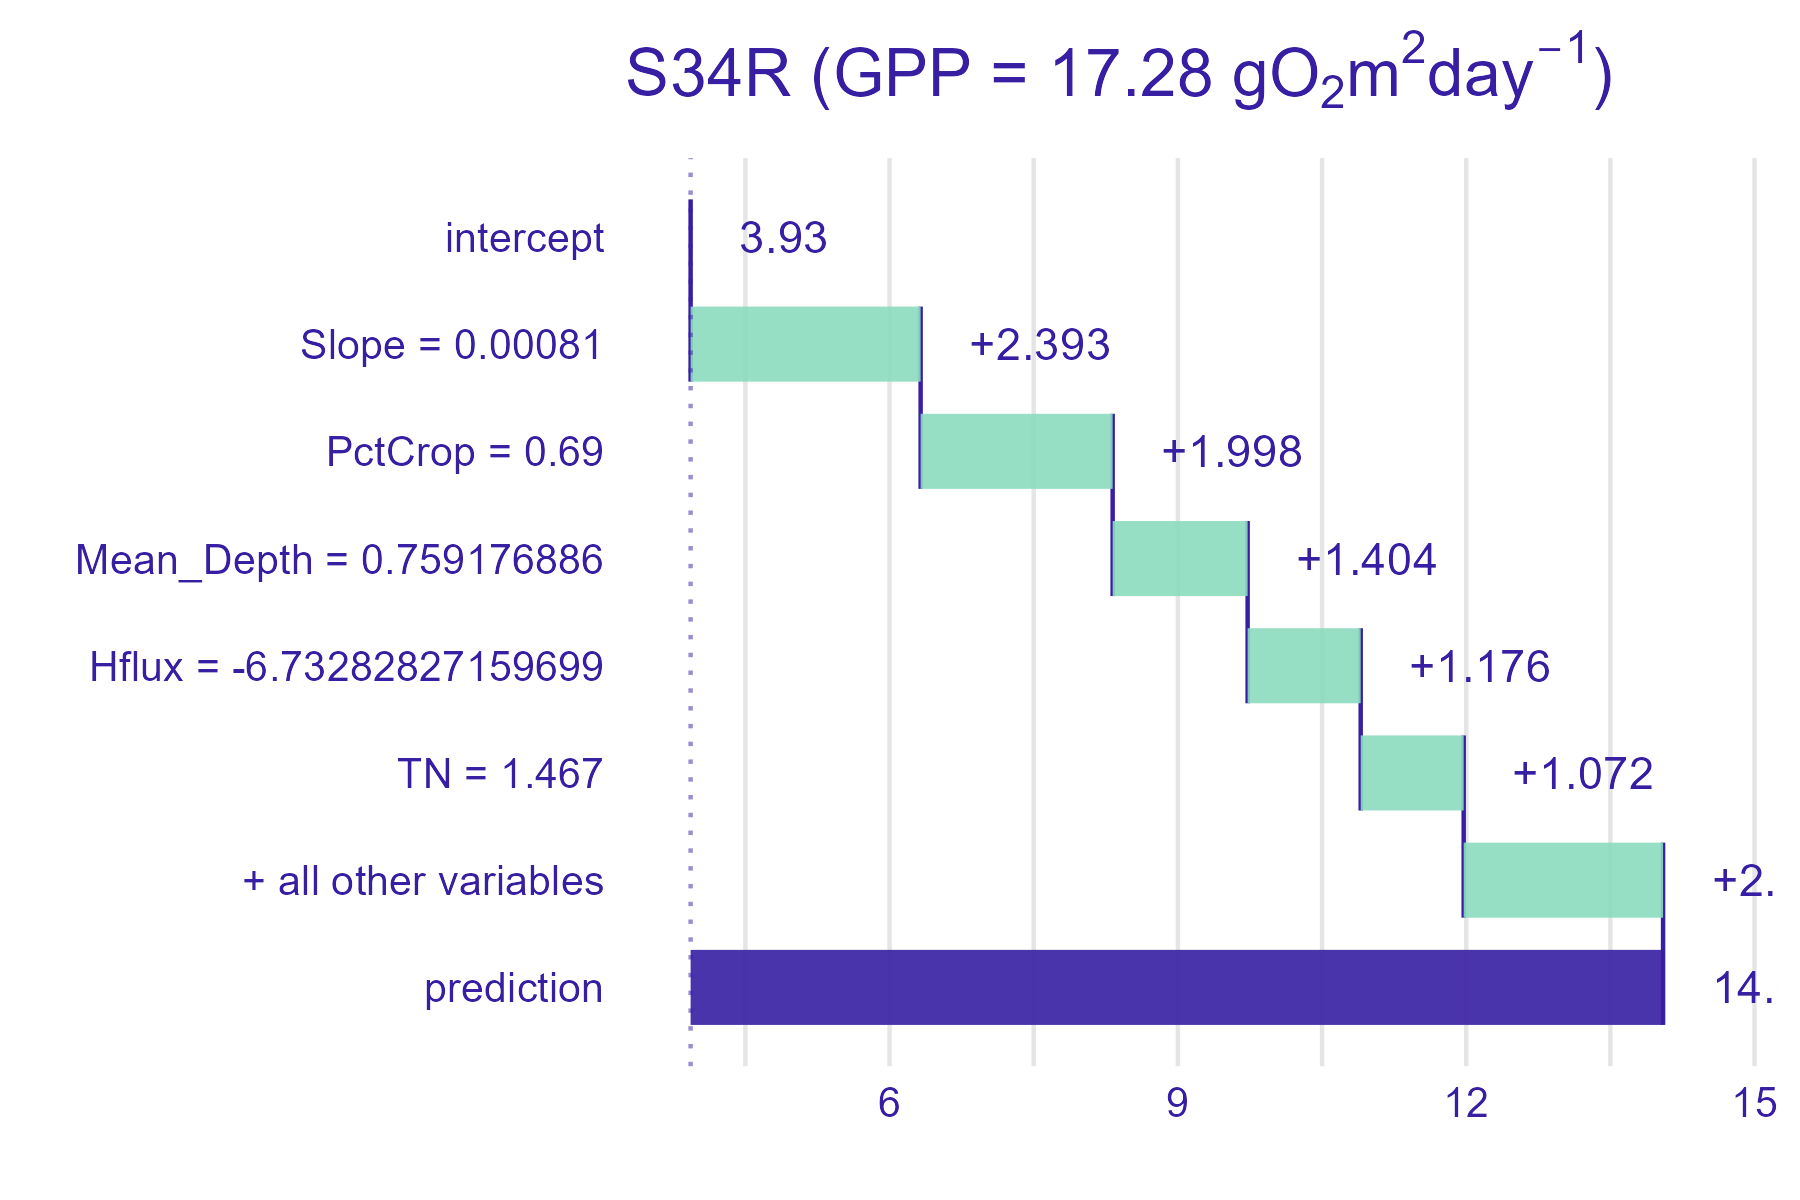 S34R (GPP = 17.28 gO₂m²day⁻¹)
intercept 3.93
Slope = 0.00081 +2.393
PctCrop = 0.69 +1.998
Mean_Depth = 0.759176886 +1.404
Hflux = -6.73282827159699 +1.176
TN = 1.467 +1.072
+ all other variables +2.
prediction 14.
6 9 12 15